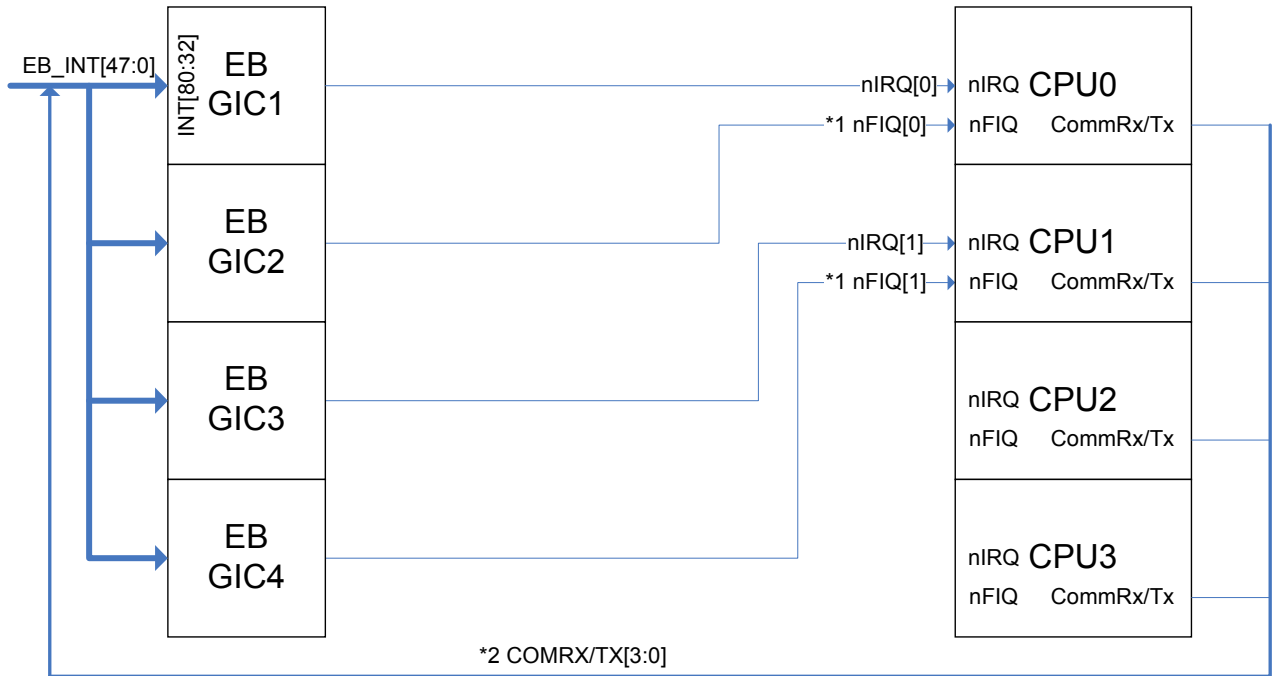 EB_INT[47:0]
INT[80:32]
EB
GIC1
nIRQ[0]
nIRQ CPU0
*1 nFIQ[0]
nFIQ CommRx/Tx
EB
GIC2
nIRQ[1]
nIRQ CPU1
*1 nFIQ[1]
nFIQ CommRx/Tx
EB
GIC3
nIRQ CPU2
nFIQ CommRx/Tx
EB
GIC4
nIRQ CPU3
nFIQ CommRx/Tx
*2 COMRX/TX[3:0]